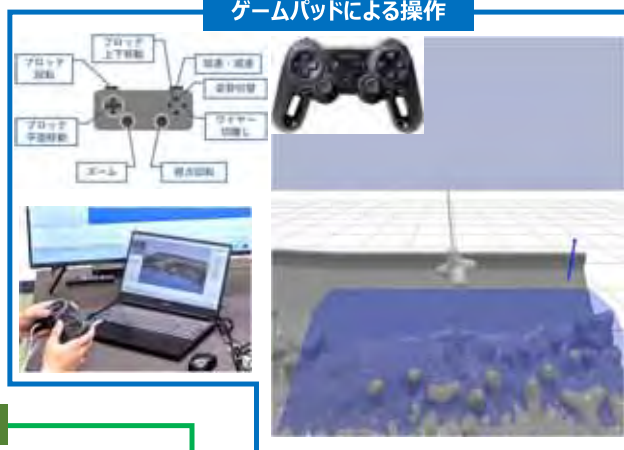 ゲームパッドによる操作
ブロック
上下移動
ブロック
回転
加速・減速
姿勢切替
ブロック
平面移動
ワイヤー
切離し
ズーム
視点回転